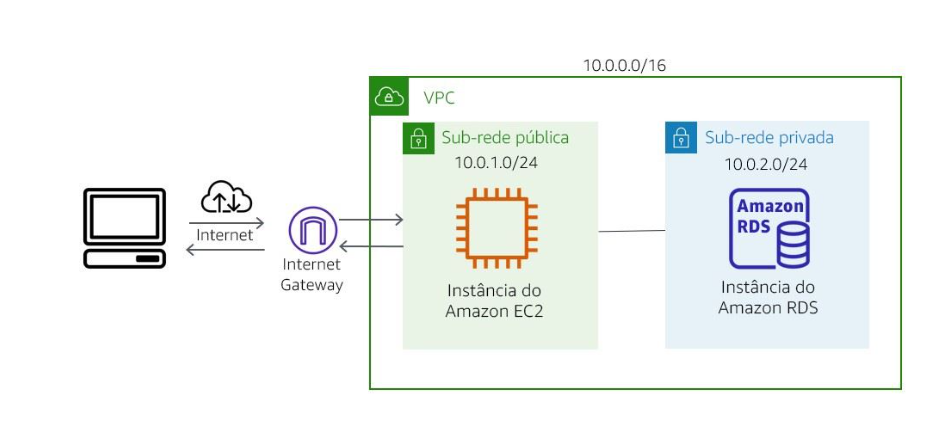 10.0.0.0/16
VPC
Sub-rede pública
10.0.1.0/24
Sub-rede privada
10.0.2.0/24
Amazon
RDS
Internet
Internet
Gateway
Instância do
Amazon EC2
Instância do
Amazon RDS